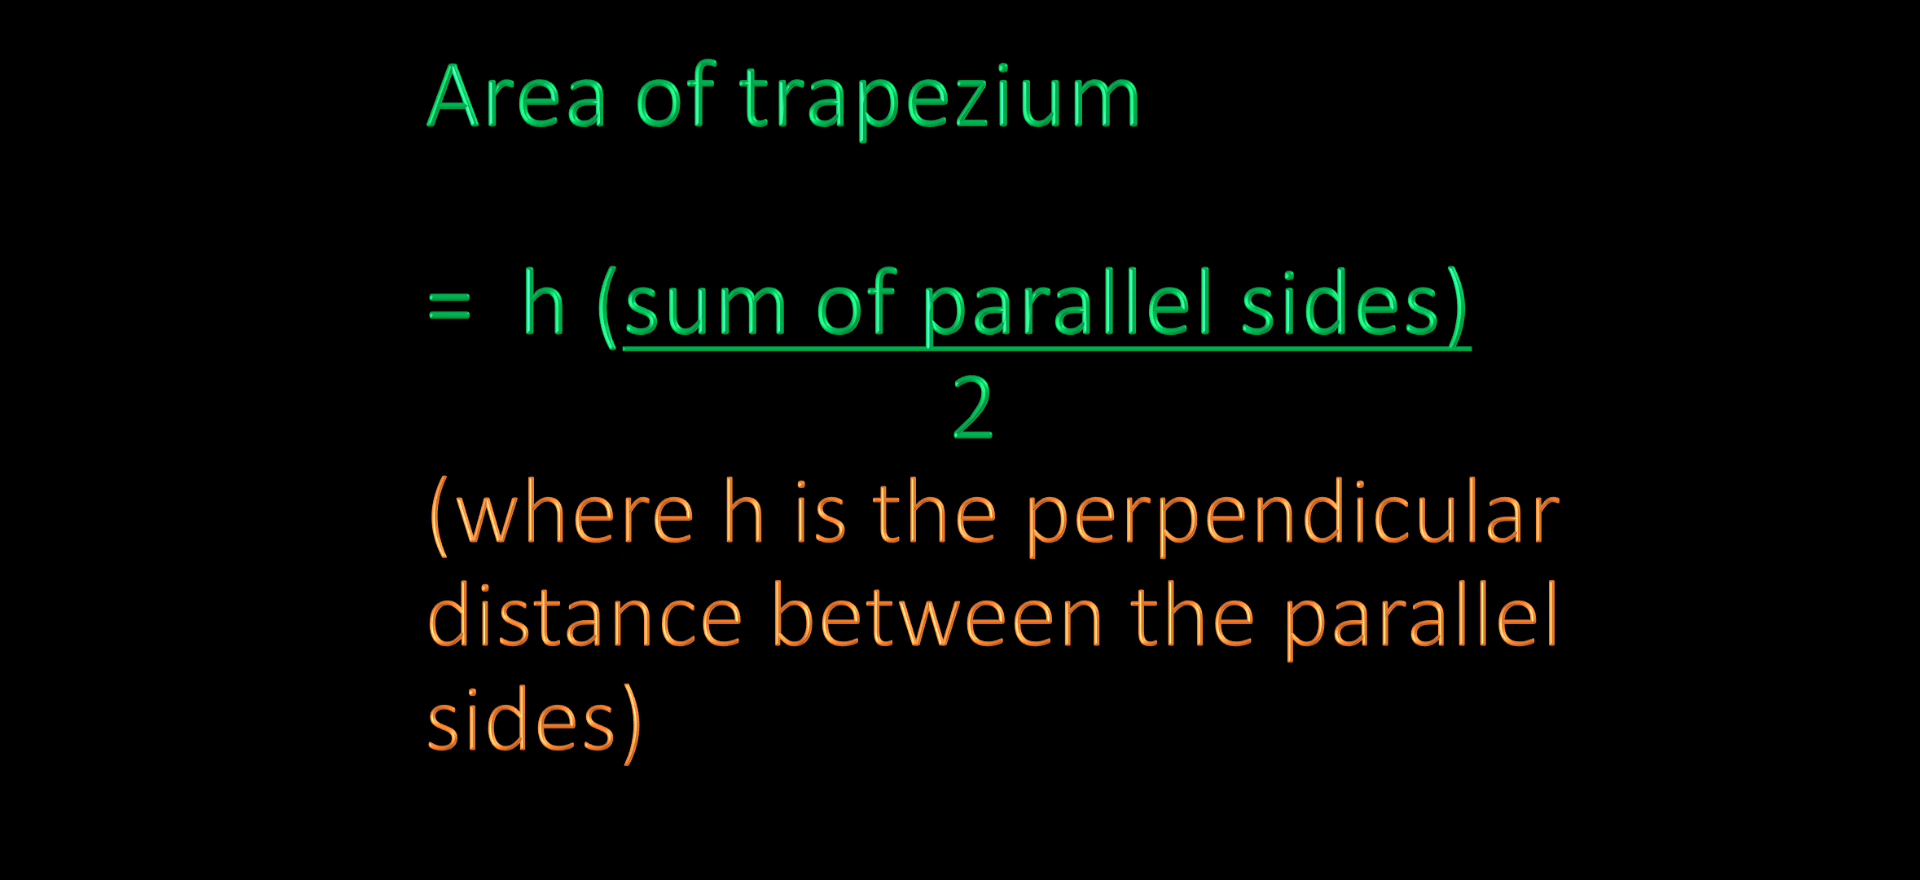 Area of trapezium
= h (sum of parallel sides)
2
(where h is the perpendicular
distance between the parallel
sides)